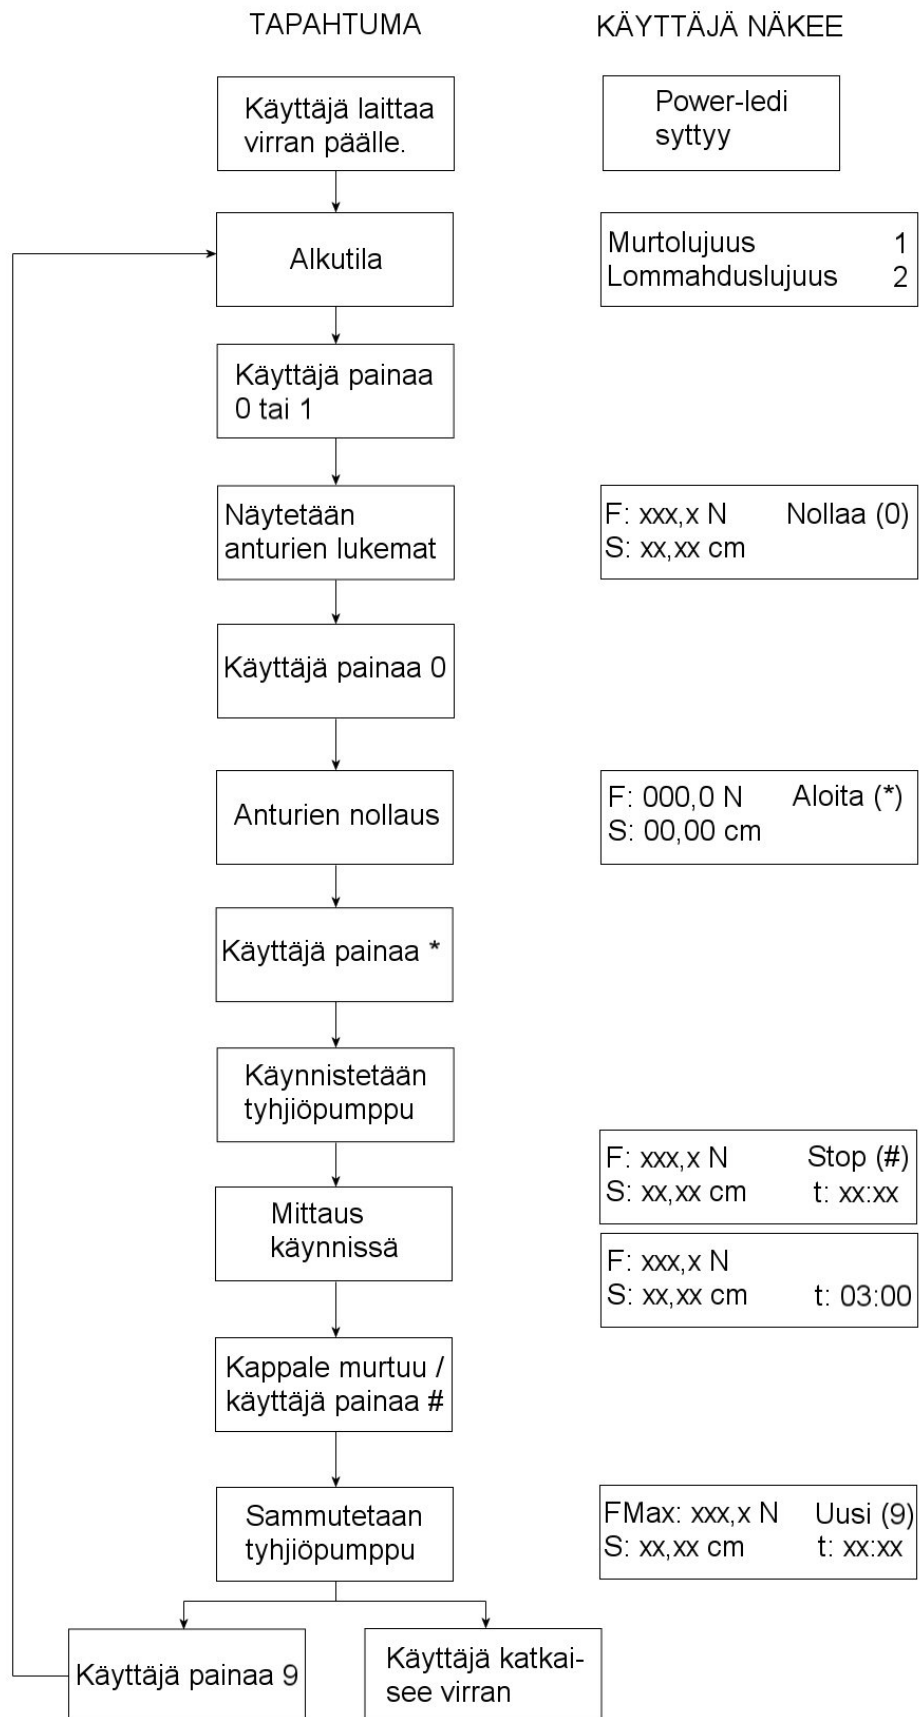 TAPAHTUMA
KÄYTTÄJÄ NÄKEE
Käyttäjä laittaa
virran päälle.
Power-ledi
syttyy
Alkutila
Murtolujuus 1
Lommahduslujuus 2
Käyttäjä painaa
0 tai 1
Näytetään
anturien lukemat
F: xxx,x N Nollaa (0)
S: xx,xx cm
Käyttäjä painaa 0
Anturien nollaus
F: 000,0 N Aloita (*)
S: 00,00 cm
Käyttäjä painaa *
Käynnistetään
tyhjiöpumppu
Mittaus
käynnissä
F: xxx,x N Stop (#)
S: xx,xx cm t: xx:xx
F: xxx,x N
S: xx,xx cm t: 03:00
Kappale murtuu /
käyttäjä painaa #
Sammutetaan
tyhjiöpumppu
FMax: xxx,x N Uusi (9)
S: xx,xx cm t: xx:xx
Käyttäjä painaa 9
Käyttäjä katkai-
see virran